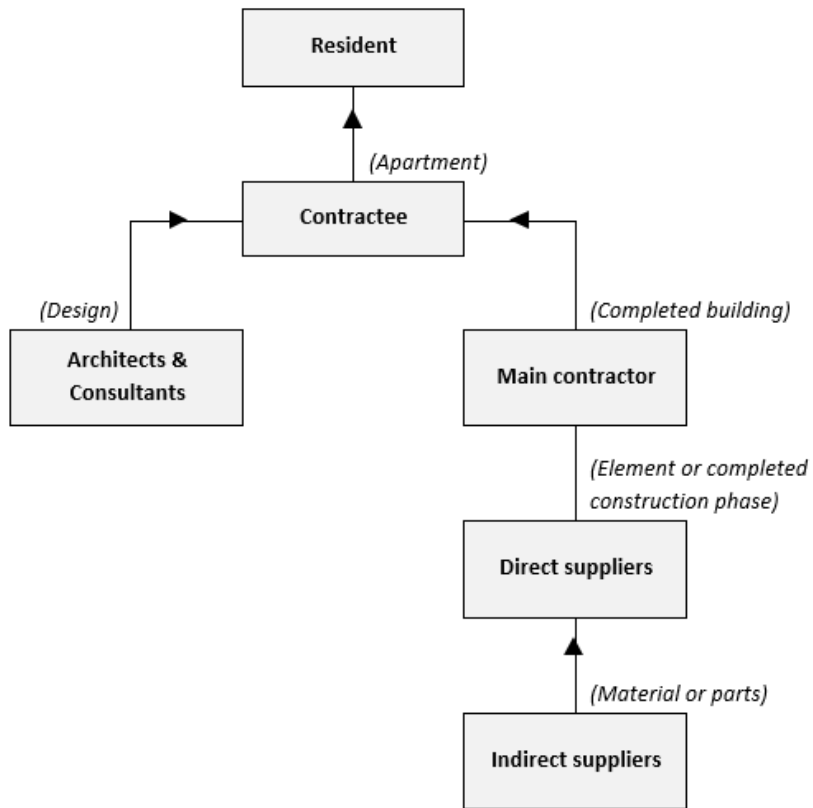 Resident
(Apartment)
Contractee
(Design)
(Completed building)
Architects &
Consultants
Main contractor
(Element or completed
construction phase)
Direct suppliers
(Material or parts)
Indirect suppliers